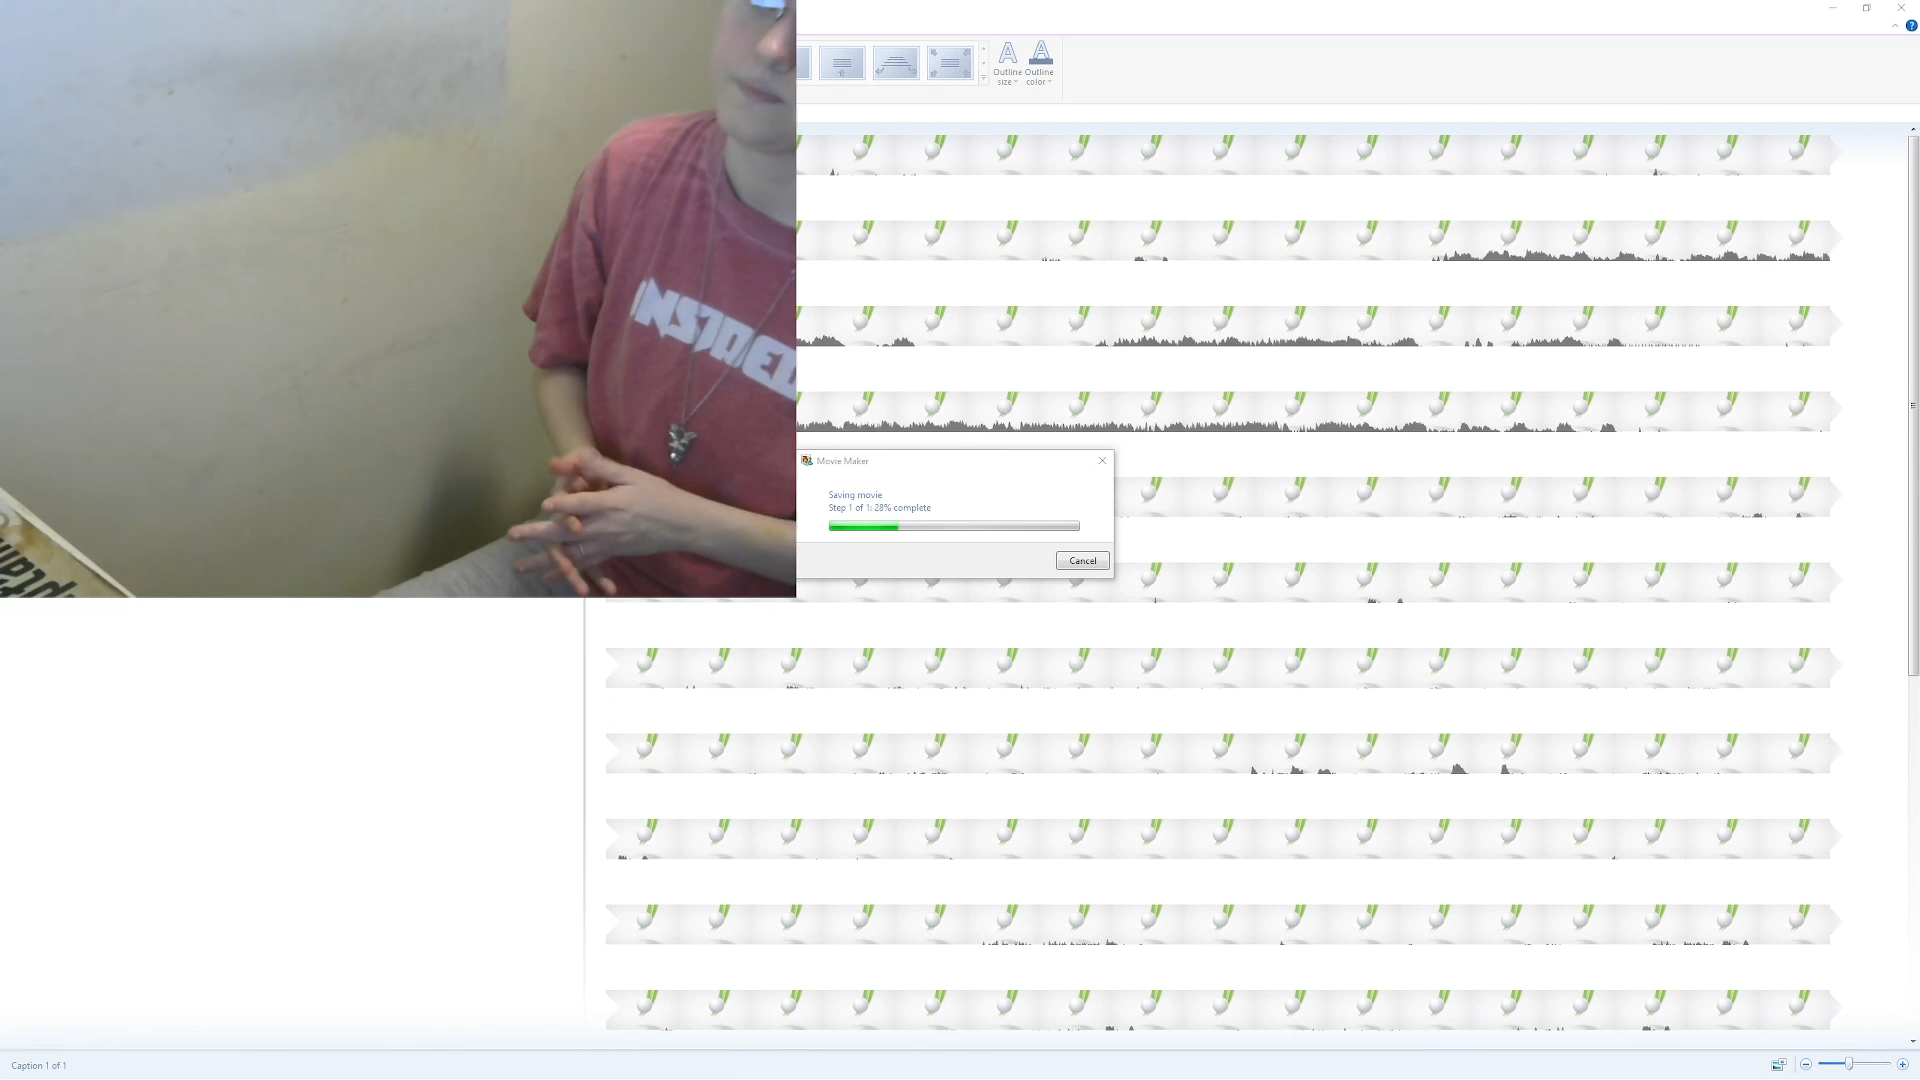 Outline
size
Outline
color
Movie Maker
Saving movie
Step 1 of 1: 28% complete
Cancel
Caption 1 of 1